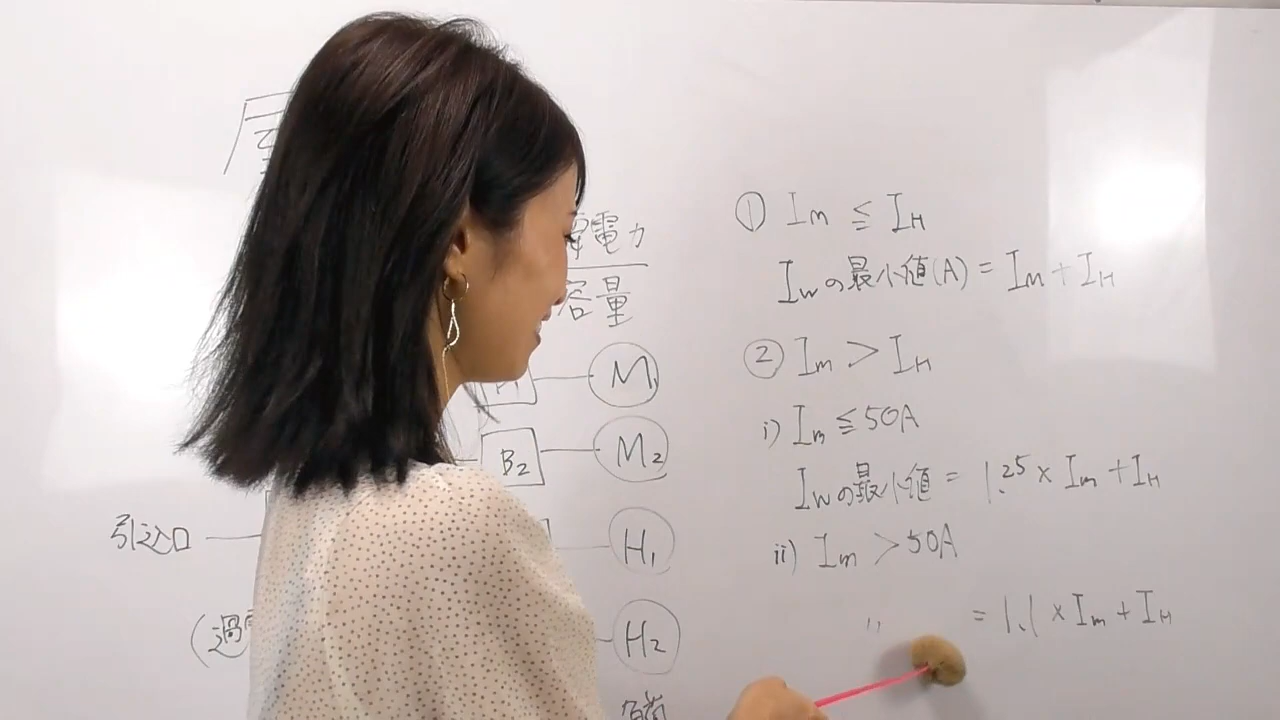 電力
容量
M₁
B₂
M₂
引込口
H₁
(過
H₂
① Im ≦ IH
Iwの最小値(A) = Im + IH
② Im > IH
i) Im ≦ 50A
Iwの最小値 = 1.25 × Im + IH
ii) Im > 50A
〃 = 1.1 × Im + IH